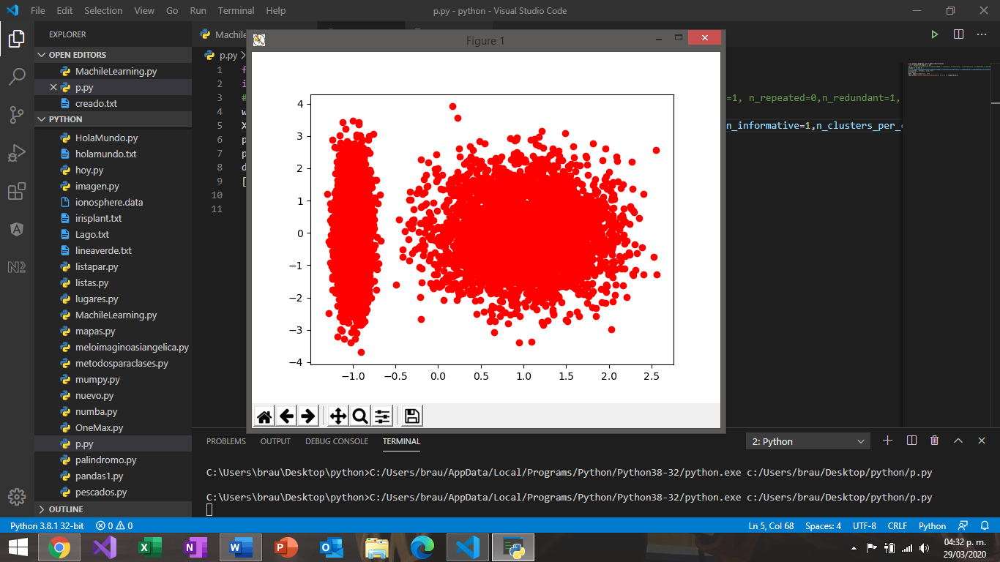 File Edit Selection View Go Run Terminal Help p.py - python - Visual Studio Code
EXPLORER
OPEN EDITORS
MachileLearning.py
p.py
creado.txt
PYTHON
HolaMundo.py
holamundo.txt
hoy.py
imagen.py
ionosphere.data
irisplant.txt
Lago.txt
lineaverde.txt
listapar.py
listas.py
lugares.py
MachileLearning.py
mapas.py
meloimaginoasiangelica.py
metodosparaclases.py
mumpy.py
nuevo.py
numba.py
OneMax.py
p.py
palindromo.py
pandas1.py
pescados.py
OUTLINE
Machile
p.py
1 f
2 i
3 # =1, n_repeated=0,n_redundant=1,
4 w
5 X n_informative=1,n_clusters_per_
6 p
7 p
8 d
9 [
10
11
Figure 1
4
3
2
1
0
−1
−2
−3
−4
−1.0 −0.5 0.0 0.5 1.0 1.5 2.0 2.5
PROBLEMS OUTPUT DEBUG CONSOLE TERMINAL 2: Python
C:\Users\brau\Desktop\python>C:/Users/brau/AppData/Local/Programs/Python/Python38-32/python.exe c:/Users/brau/Desktop/python/p.py
C:\Users\brau\Desktop\python>C:/Users/brau/AppData/Local/Programs/Python/Python38-32/python.exe c:/Users/brau/Desktop/python/p.py
Python 3.8.1 32-bit 0 0 Ln 5, Col 68 Spaces: 4 UTF-8 CRLF Python
04:32 p. m.
29/03/2020